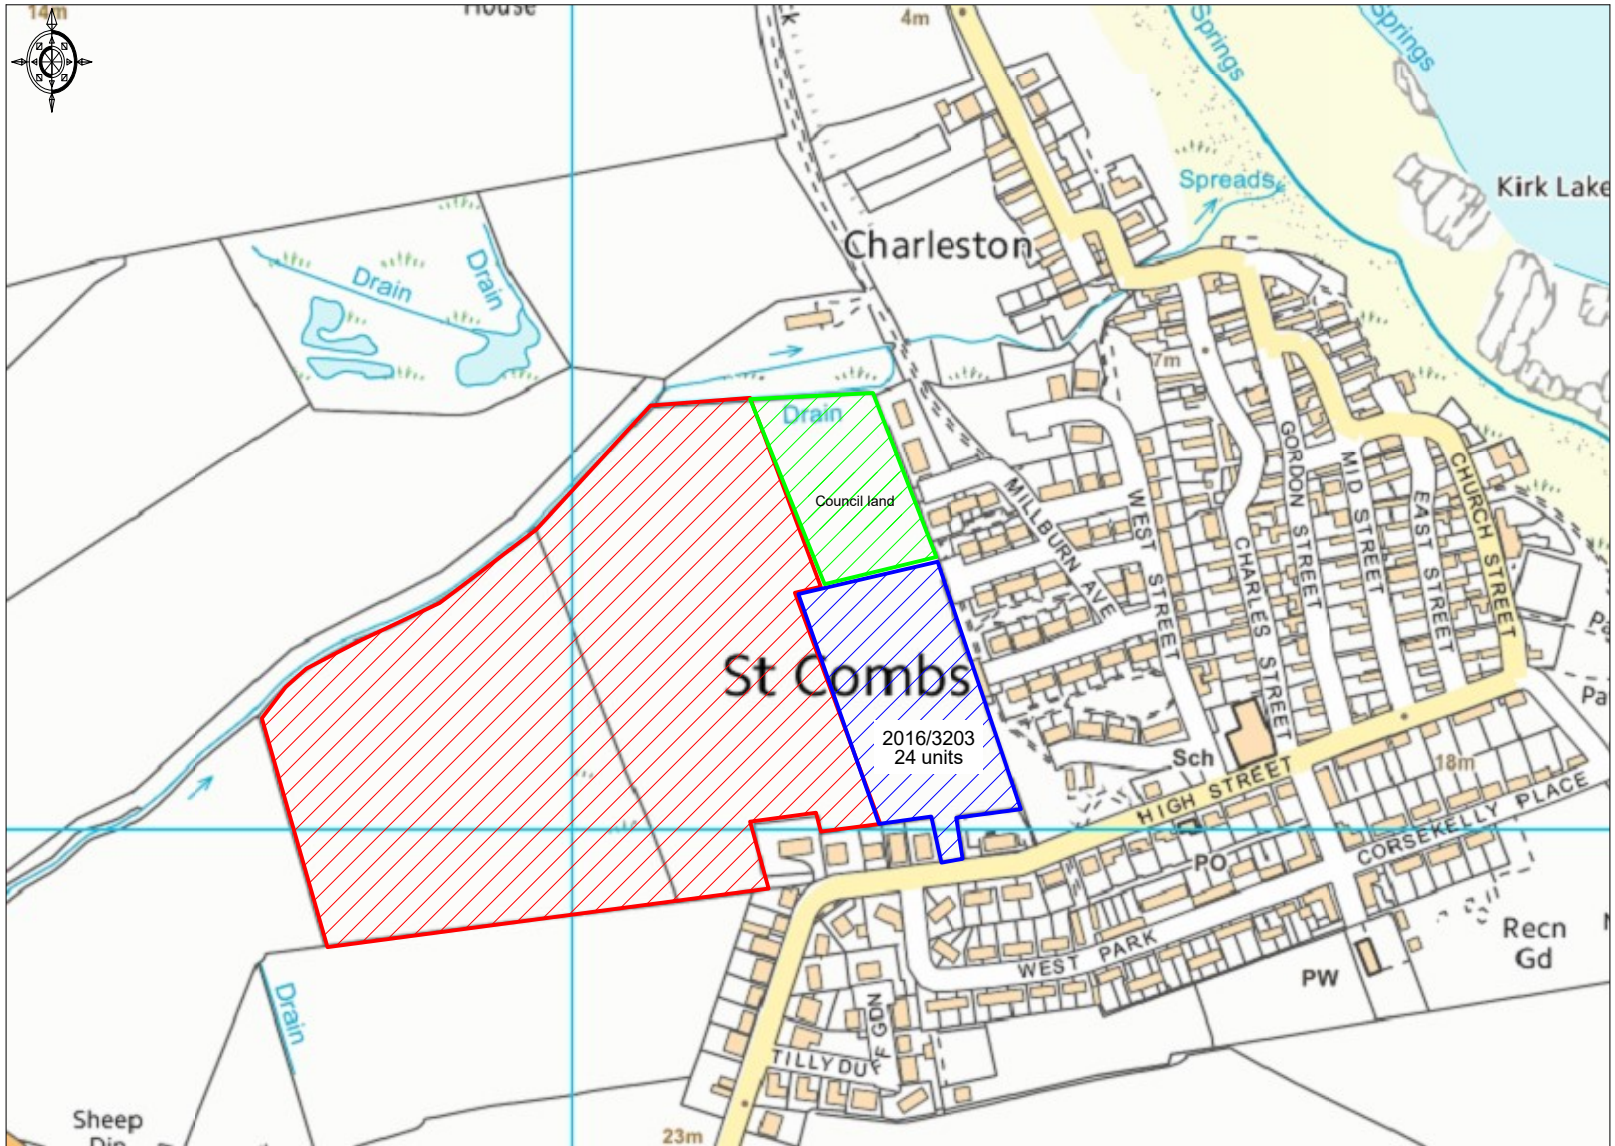 14m
House
4m
Springs
Springs
Spreads
Kirk Lake
Charleston
Drain
Drain
7m
Drain
Council land
MILLBURN AVE
WEST STREET
CHARLES STREET
GORDON STREET
MID STREET
EAST STREET
CHURCH STREET
St Combs
2016/3203
24 units
Sch
HIGH STREET
18m
CORSEKELLY PLACE
PO
WEST PARK
Recn
Gd
PW
Drain
TILLYDUFF GDN
Sheep
23m